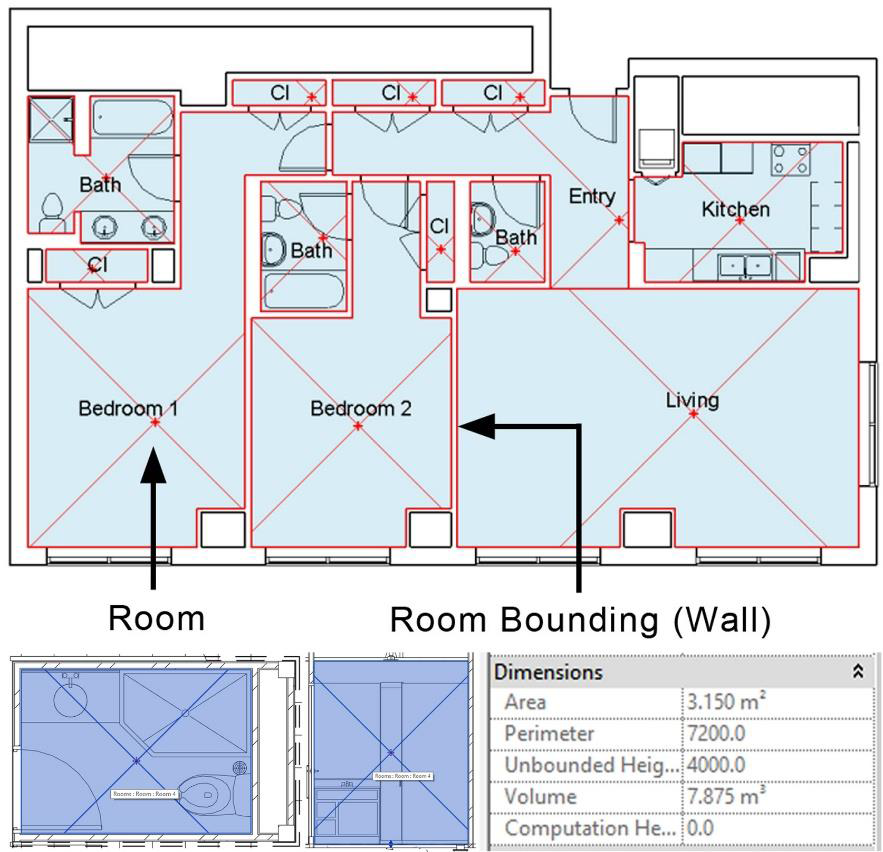 Cl Cl Cl
Bath
Entry
Kitchen
Bath
Cl
Bath
Cl
Bedroom 1
Bedroom 2
Living
Room
Room Bounding (Wall)
Rooms : Room : Room 4
Rooms : Room : Room 4
Dimensions
Area 3.150 m²
Perimeter 7200.0
Unbounded Heig... 4000.0
Volume 7.875 m³
Computation He... 0.0